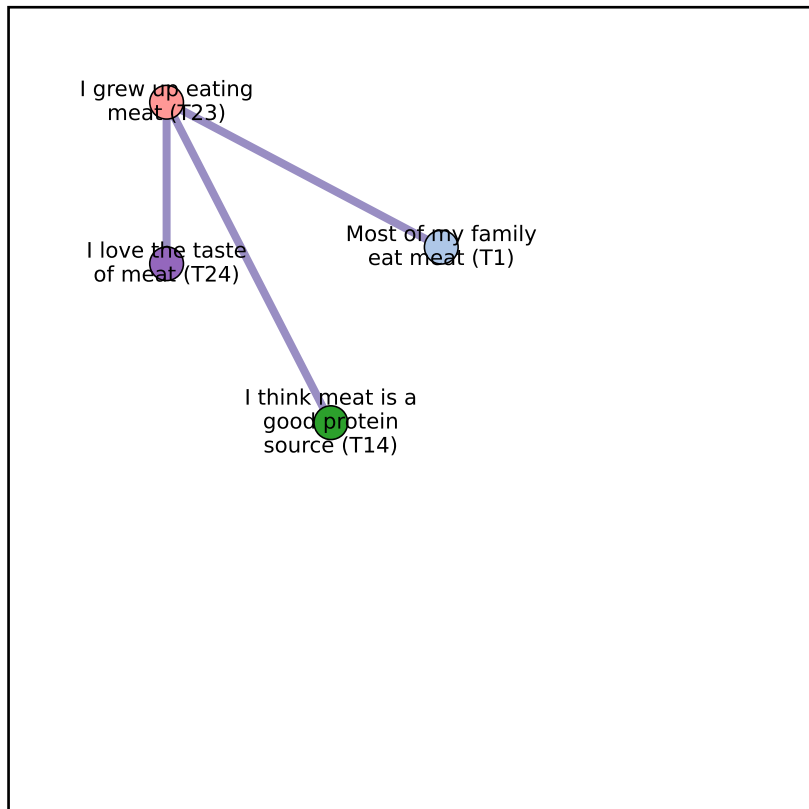 I grew up eating
meat (T23)
Most of my family
eat meat (T1)
I love the taste
of meat (T24)
I think meat is a
good protein
source (T14)